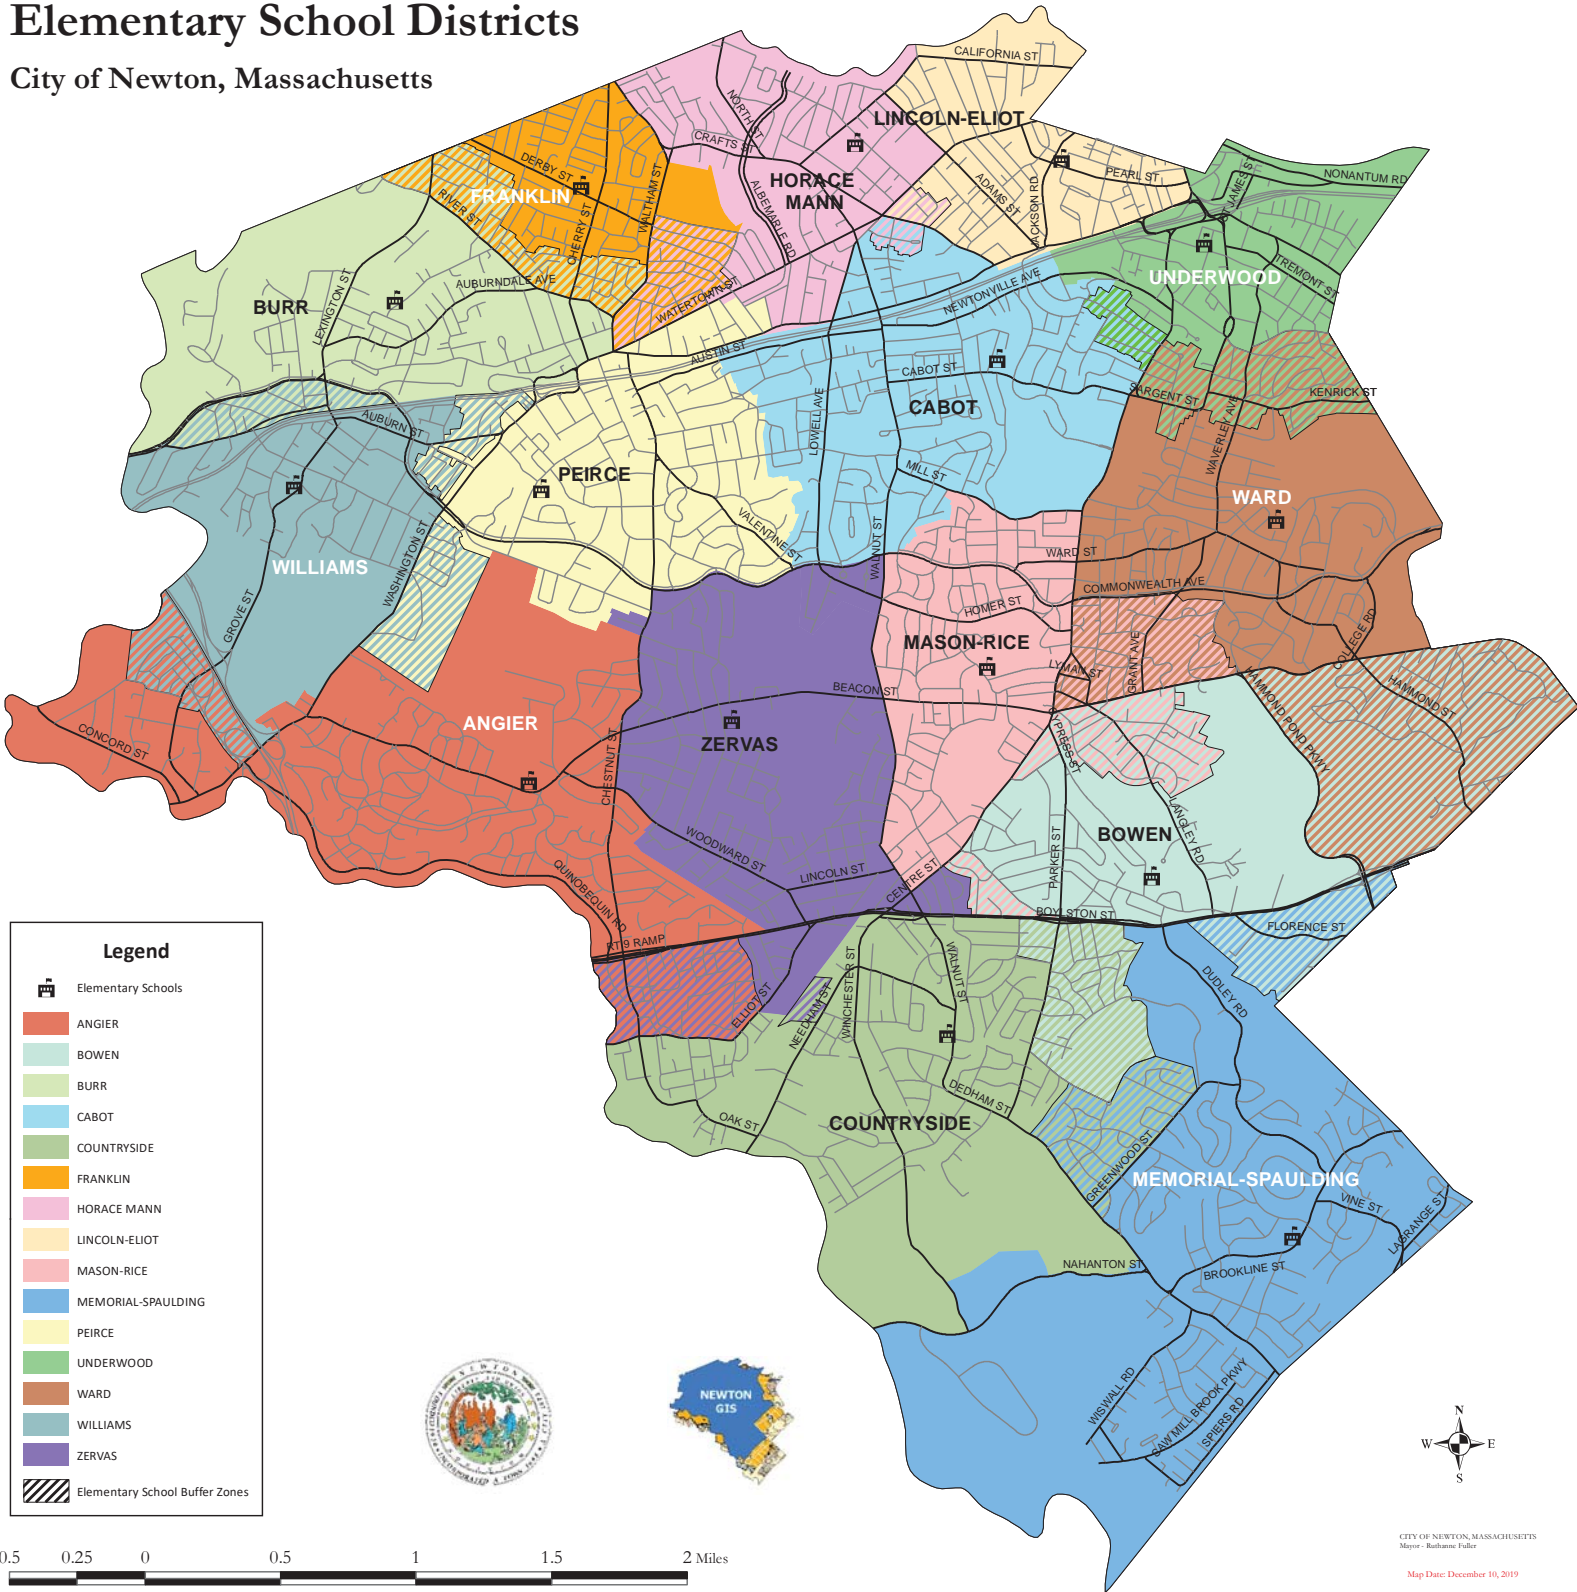 Elementary School Districts
City of Newton, Massachusetts
CALIFORNIA ST
LINCOLN-ELIOT
NORTH ST
CRAFTS ST
PEARL ST
ADAMS ST
JACKSON RD
ST JAMES ST
NONANTUM RD
HORACE
MANN
DERBY ST
FRANKLIN
RIVER ST
CHERRY ST
WALTHAM ST
ALBEMARLE RD
UNDERWOOD
TREMONT ST
BURR
LEXINGTON ST
AUBURNDALE AVE
WATERTOWN ST
NEWTONVILLE AVE
AUSTIN ST
CABOT ST
CABOT
LOWELL AVE
SARGENT ST
KENRICK ST
WAVERLEY AVE
AUBURN ST
PEIRCE
MILL ST
WARD
VALENTINE ST
WALNUT ST
WARD ST
COMMONWEALTH AVE
WILLIAMS
WASHINGTON ST
GROVE ST
HOMER ST
MASON-RICE
LYMAN ST
GRANT AVE
COLLEGE RD
HAMMOND ST
HAMMOND POND PKWY
BEACON ST
ANGIER
CONCORD ST
ZERVAS
CYPRESS ST
CHESTNUT ST
BOWEN
LANGLEY RD
PARKER ST
WOODWARD ST
LINCOLN ST
CENTRE ST
QUINOBEQUIN RD
RT 9 RAMP
BOYLSTON ST
FLORENCE ST
WALNUT ST
WINCHESTER ST
DUDLEY RD
ELLIOT ST
NEEDHAM ST
DEDHAM ST
OAK ST
COUNTRYSIDE
GREENWOOD ST
MEMORIAL-SPAULDING
VINE ST
LAGRANGE ST
NAHANTON ST
BROOKLINE ST
WISWALL RD
SAW MILL BROOK PKWY
SPIERS RD
Legend
Elementary Schools
ANGIER
BOWEN
BURR
CABOT
COUNTRYSIDE
FRANKLIN
HORACE MANN
LINCOLN-ELIOT
MASON-RICE
MEMORIAL-SPAULDING
PEIRCE
UNDERWOOD
WARD
WILLIAMS
ZERVAS
Elementary School Buffer Zones
NEWTON
GIS
N
W E
S
0.5 0.25 0 0.5 1 1.5 2 Miles
CITY OF NEWTON, MASSACHUSETTS
Mayor - Ruthanne Fuller
Map Date: December 10, 2019